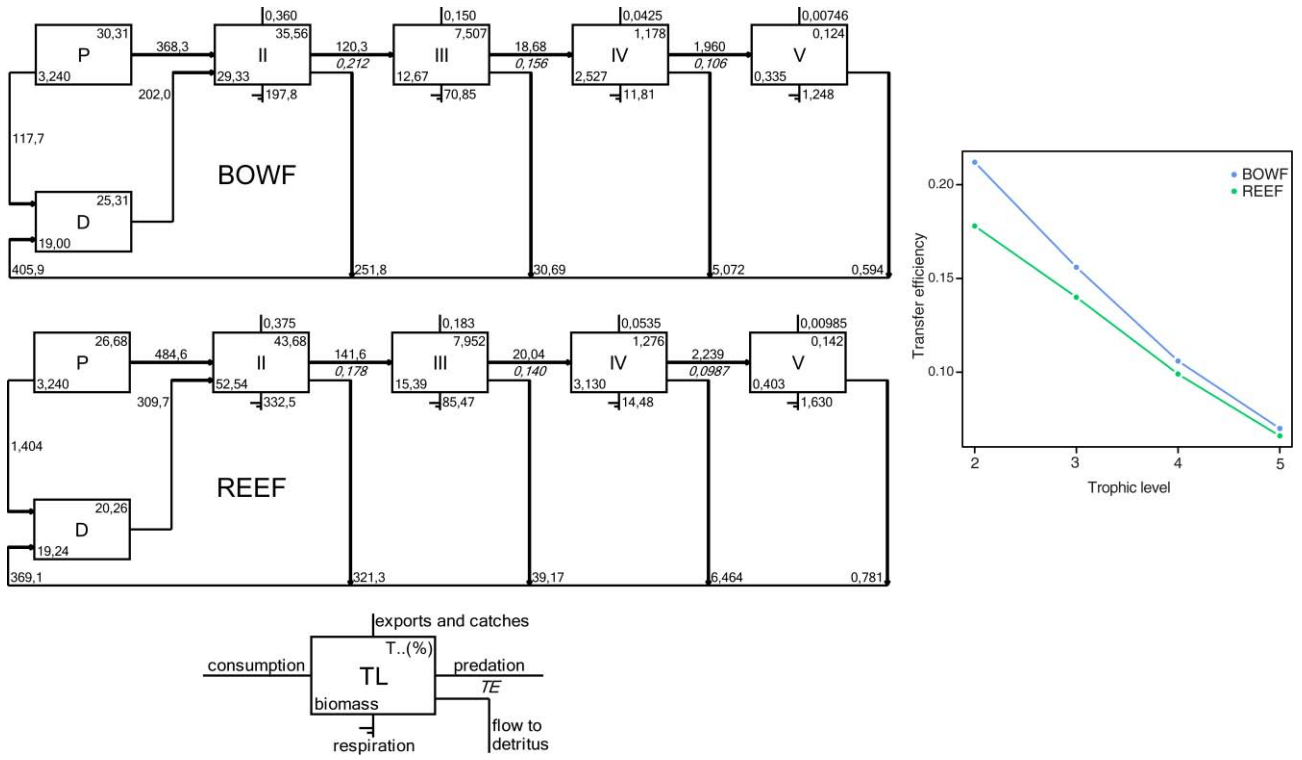 0,360
0,150
0,0425
0,00746
30,31
35,56
7,507
1,178
0,124
P
368,3
II
120,3
III
18,68
IV
1,960
V
0,212
0,156
0,106
3,240
29,33
12,67
2,527
0,335
202,0
197,8
70,85
11,81
1,248
117,7
BOWF
25,31
D
19,00
405,9
251,8
30,69
5,072
0,594
0,375
0,183
0,0535
0,00985
26,68
43,68
7,952
1,276
0,142
P
484,6
II
141,6
III
20,04
IV
2,239
V
0,178
0,140
0,0987
3,240
52,54
15,39
3,130
0,403
309,7
332,5
85,47
14,48
1,630
1,404
REEF
20,26
D
19,24
369,1
321,3
39,17
6,464
0,781
exports and catches
T..(%)
consumption
TL
predation
TE
biomass
flow to
detritus
respiration
BOWF
REEF
0.20
0.15
0.10
Transfer efficiency
2
3
4
5
Trophic level